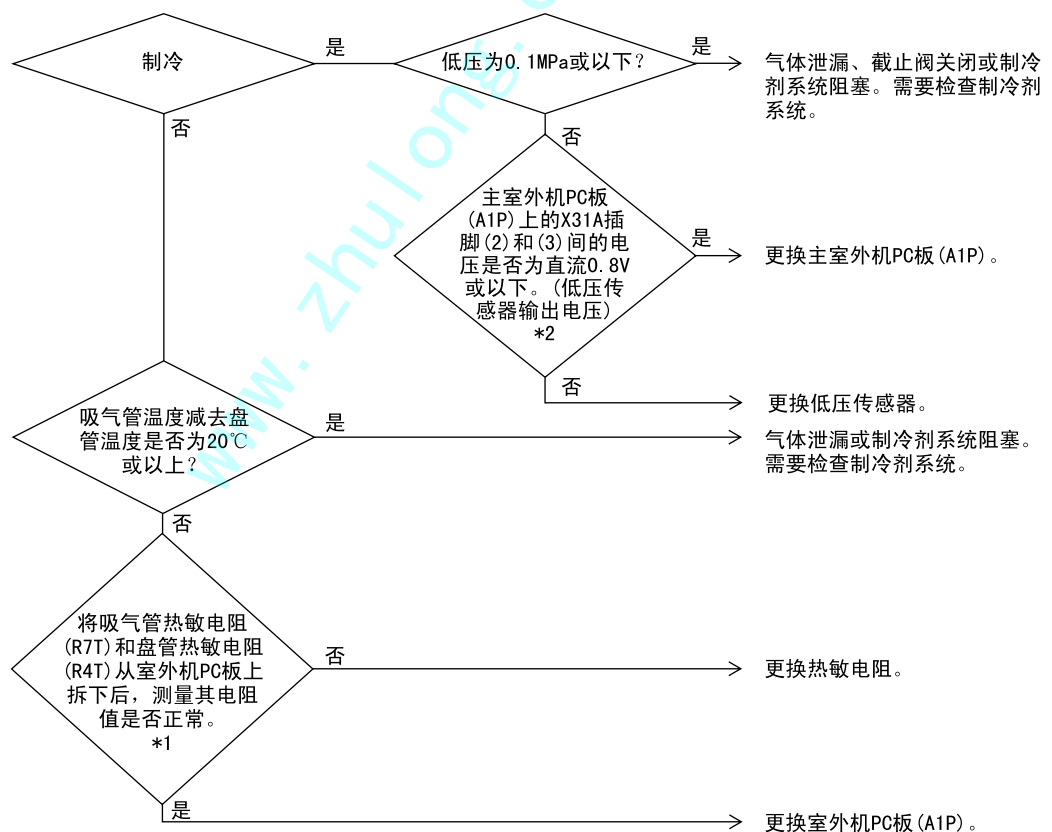 制冷
是
低压为0.1MPa或以下？
是
气体泄漏、截止阀关闭或制冷
剂系统阻塞。需要检查制冷剂
系统。
否
否
主室外机PC板
(A1P)上的X31A插
脚(2)和(3)间的电
压是否为直流0.8V
或以下。(低压传
感器输出电压)
*2
是
更换主室外机PC板(A1P)。
否
更换低压传感器。
吸气管温度减去盘
管温度是否为20℃
或以上？
是
气体泄漏或制冷剂系统阻塞。
需要检查制冷剂系统。
否
将吸气管热敏电阻
(R7T)和盘管热敏电阻
(R4T)从室外机PC板上
拆下后，测量其电阻
值是否正常。
*1
否
更换热敏电阻。
是
更换室外机PC板(A1P)。
www.zhulong.c